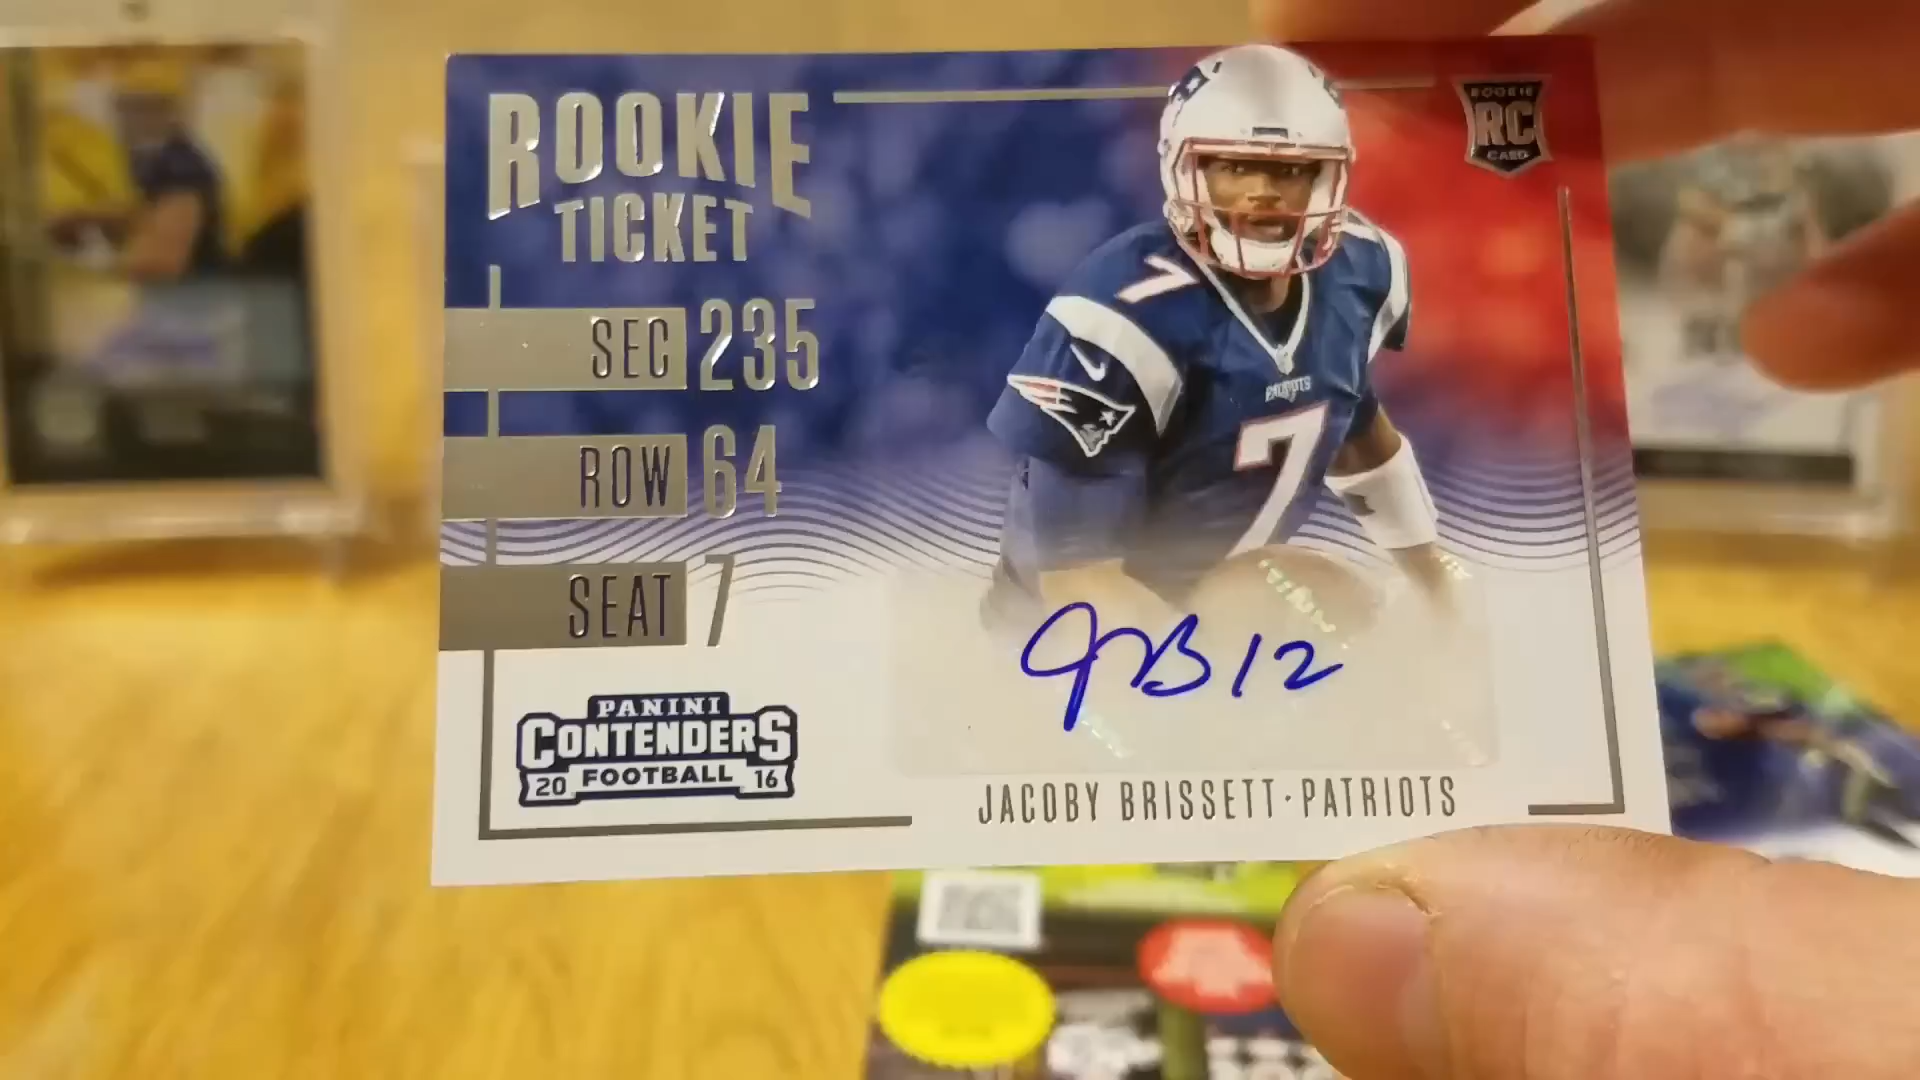 ROOKIE
TICKET
ROOKIE
RC
CARD
SEC 235
ROW 64
SEAT 7
7
PATRIOTS
7
JB 12
PANINI
CONTENDERS
20 FOOTBALL 16
JACOBY BRISSETT · PATRIOTS